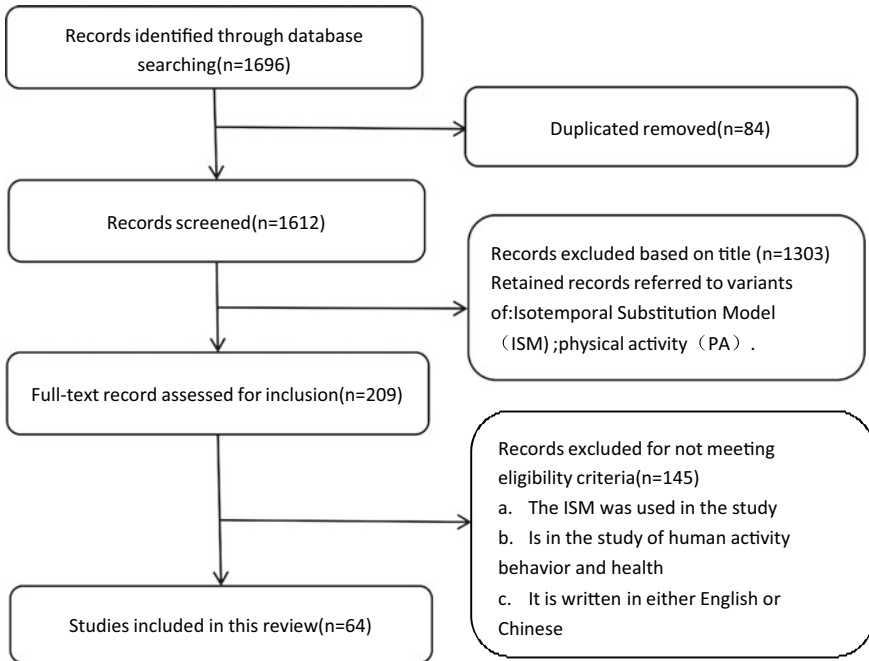 Records identified through database
searching(n=1696)
Duplicated removed(n=84)
Records screened(n=1612)
Records excluded based on title (n=1303)
Retained records referred to variants
of:Isotemporal Substitution Model
（ISM) ;physical activity（PA）.
Full-text record assessed for inclusion(n=209)
Records excluded for not meeting
eligibility criteria(n=145)
a. The ISM was used in the study
b. Is in the study of human activity
behavior and health
c. It is written in either English or
Chinese
Studies included in this review(n=64)